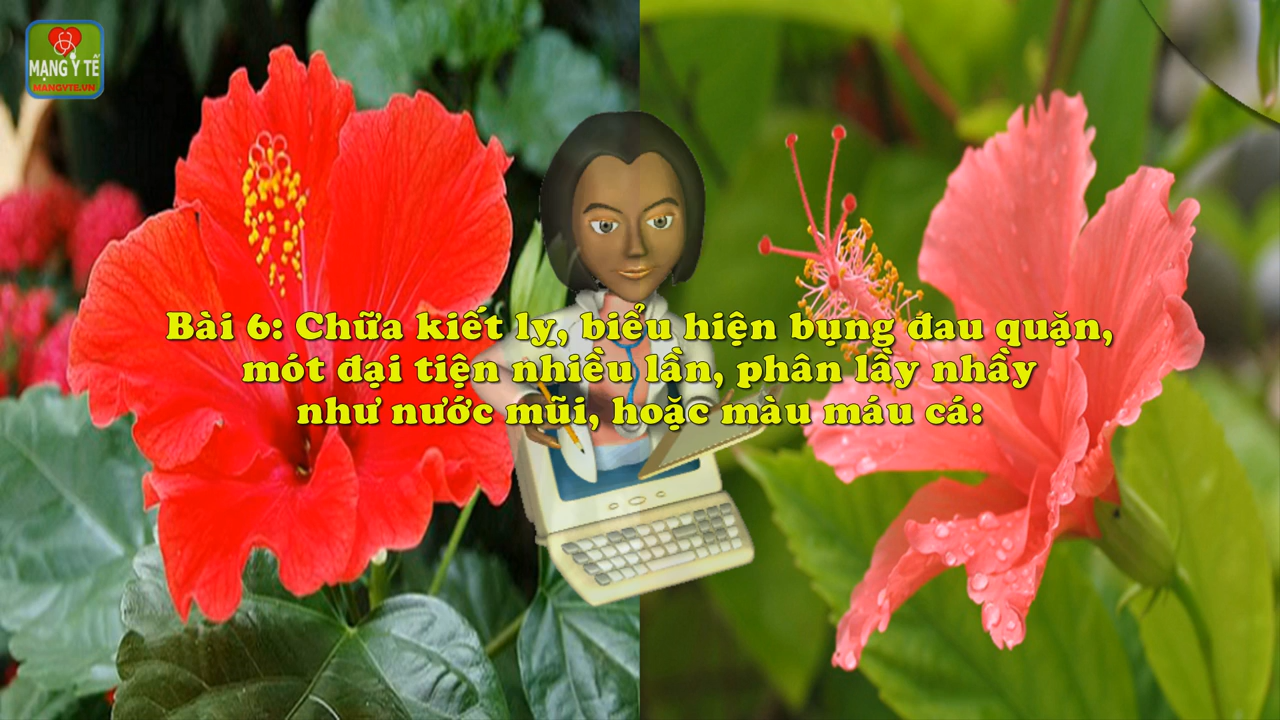 MẠNG Y TẾ
MANGYTE.VN
Bài 6: Chữa kiết lỵ, biểu hiện bụng đau quặn,
mót đại tiện nhiều lần, phân lầy nhầy
như nước mũi, hoặc màu máu cá: